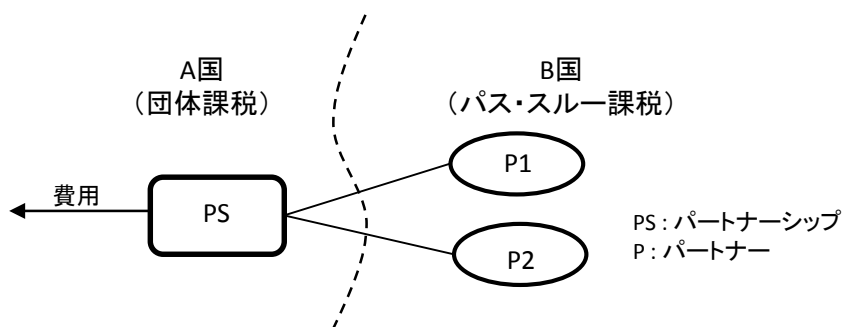 A国
（団体課税）
B国
（パス・スルー課税）
費用
PS
P1
P2
PS : パートナーシップ
P : パートナー